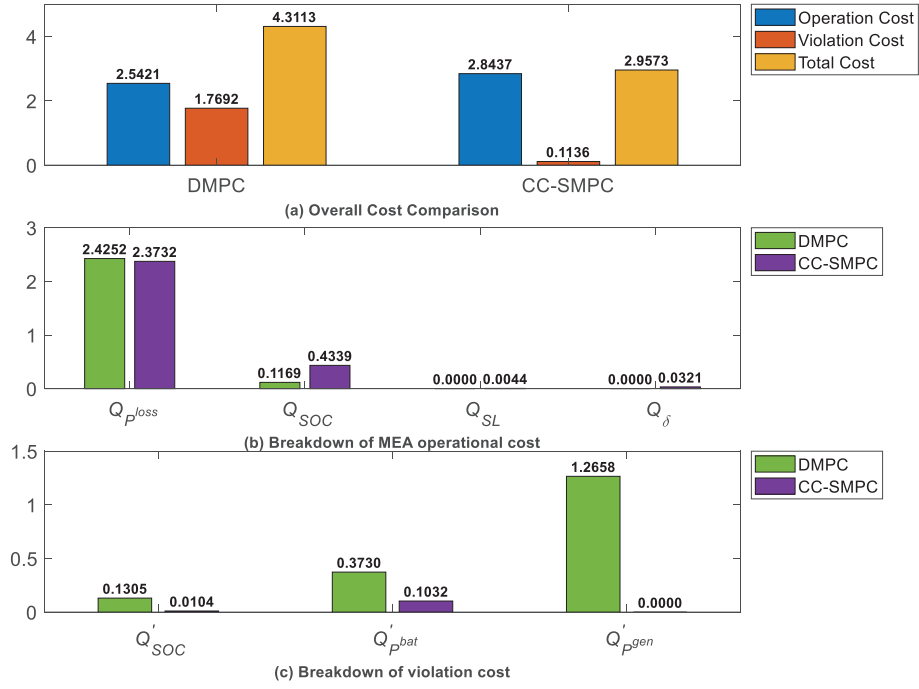 4.3113
4
Operation Cost
Violation Cost
Total Cost
2.5421
2.8437
2.9573
2
1.7692
0.1136
0
DMPC
CC-SMPC
(a) Overall Cost Comparison
3
2.4252 2.3732
DMPC
CC-SMPC
2
1
0.1169
0.4339
0.0000 0.0044
0.0000 0.0321
0
Q_{P^{loss}}
Q_{SOC}
Q_{SL}
Q_δ
(b) Breakdown of MEA operational cost
1.5
1.2658
DMPC
CC-SMPC
1
0.5
0.3730
0.1305
0.0104
0.1032
0.0000
0
Q'_{SOC}
Q'_{P^{bat}}
Q'_{P^{gen}}
(c) Breakdown of violation cost